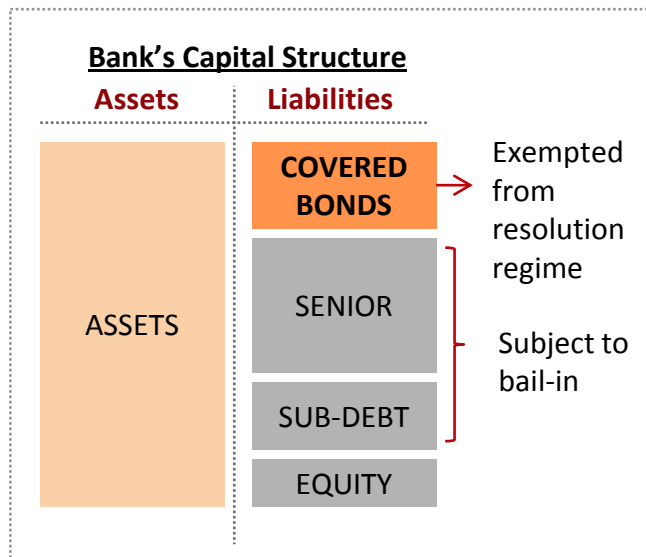 Bank's Capital Structure
Assets
Liabilities
ASSETS
COVERED
BONDS
Exempted
from
resolution
regime
SENIOR
Subject to
bail-in
SUB-DEBT
EQUITY